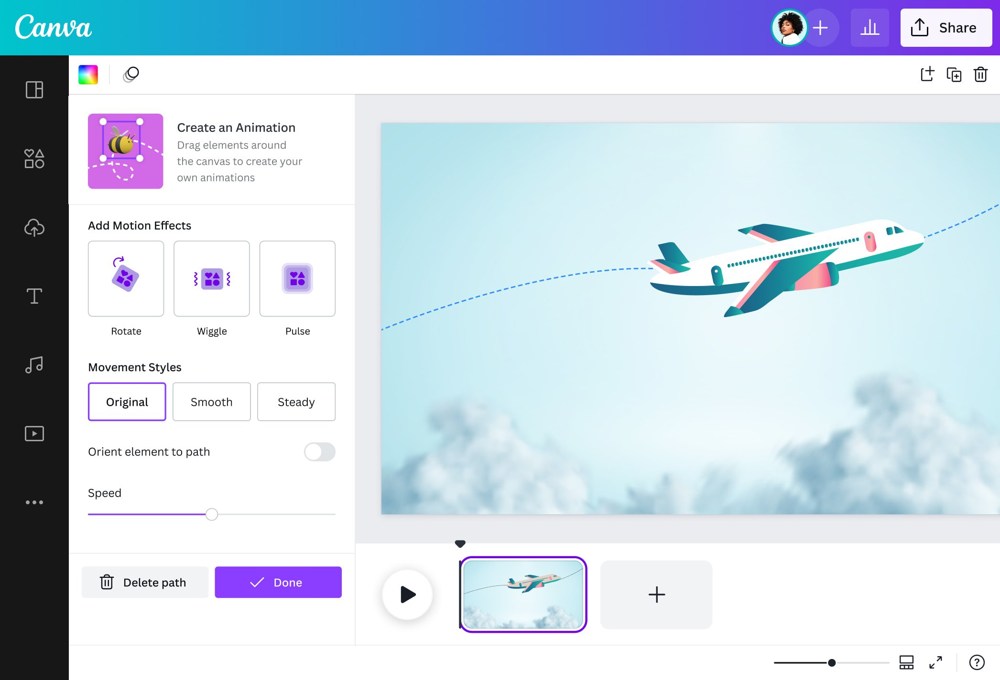 Canva
Share
Create an Animation
Drag elements around
the canvas to create your
own animations
Add Motion Effects
Rotate
Wiggle
Pulse
Movement Styles
Original
Smooth
Steady
Orient element to path
Speed
Delete path
Done